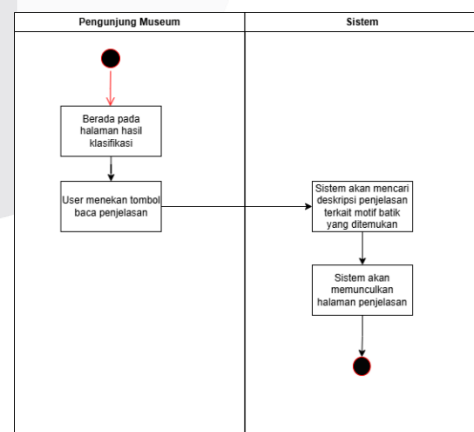 Pengunjung Museum
Sistem
Berada pada
halaman hasil
klasifikasi
User menekan tombol
baca penjelasan
Sistem akan mencari
deskripsi penjelasan
terkait motif batik
yang ditemukan
Sistem akan
memunculkan
halaman penjelasan